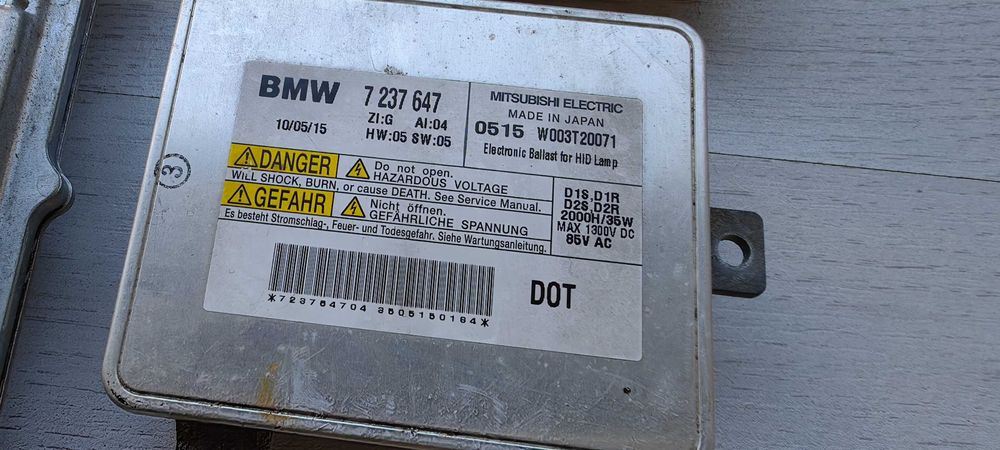 BMW 7 237 647
ZI:G AI:04
10/05/15 HW:05 SW:05
MITSUBISHI ELECTRIC
MADE IN JAPAN
0515 W003T20071
Electronic Ballast for HID Lamp
DANGER Do not open.
HAZARDOUS VOLTAGE
WILL SHOCK, BURN, or cause DEATH. See Service Manual.
GEFAHR Nicht öffnen.
GEFÄHRLICHE SPANNUNG
Es besteht Stromschlag-, Feuer- und Todesgefahr. Siehe Wartungsanleitung.
D1S,D1R
D2S,D2R
2000H/35W
MAX 1300V DC
85V AC
*723764704 3505150164*
DOT
3